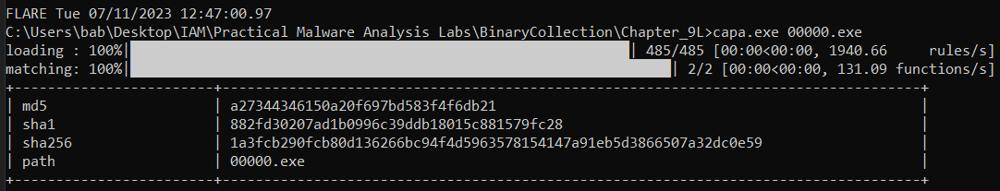 FLARE Tue 07/11/2023 12:47:00.97
C:\Users\bab\Desktop\IAM\Practical Malware Analysis Labs\BinaryCollection\Chapter_9L>capa.exe 00000.exe
loading : 100%| | 485/485 [00:00<00:00, 1940.66 rules/s]
matching: 100%| | 2/2 [00:00<00:00, 131.09 functions/s]
| md5 | a27344346150a20f697bd583f4f6db21 |
| sha1 | 882fd30207ad1b0996c39ddb18015c881579fc28 |
| sha256 | 1a3fcb290fcb80d136266bc94f4d5963578154147a91eb5d3866507a32dc0e59 |
| path | 00000.exe |